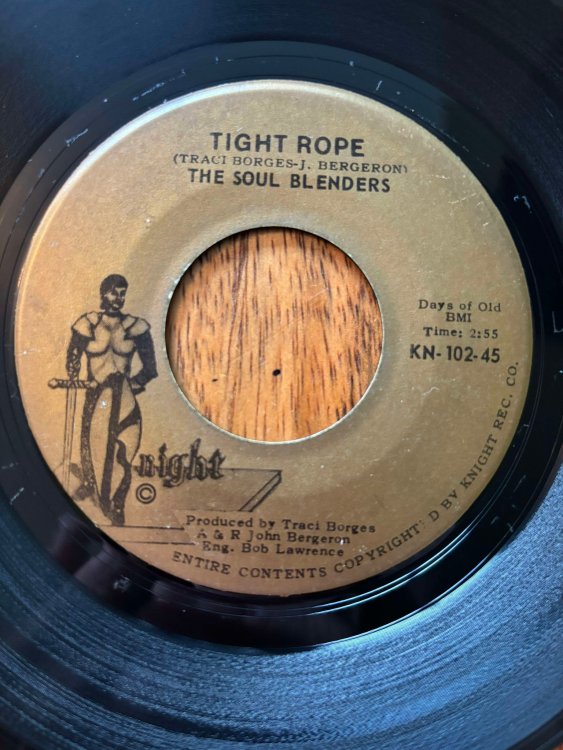 TIGHT ROPE
(TRACI BORGES-J. BERGERON)
THE SOUL BLENDERS
Days of Old
BMI
Time: 2:55
KN-102-45
Knight
©
Produced by Traci Borges
A & R John Bergeron
Eng. Bob Lawrence
ENTIRE CONTENTS COPYRIGHT D BY KNIGHT REC. CO.